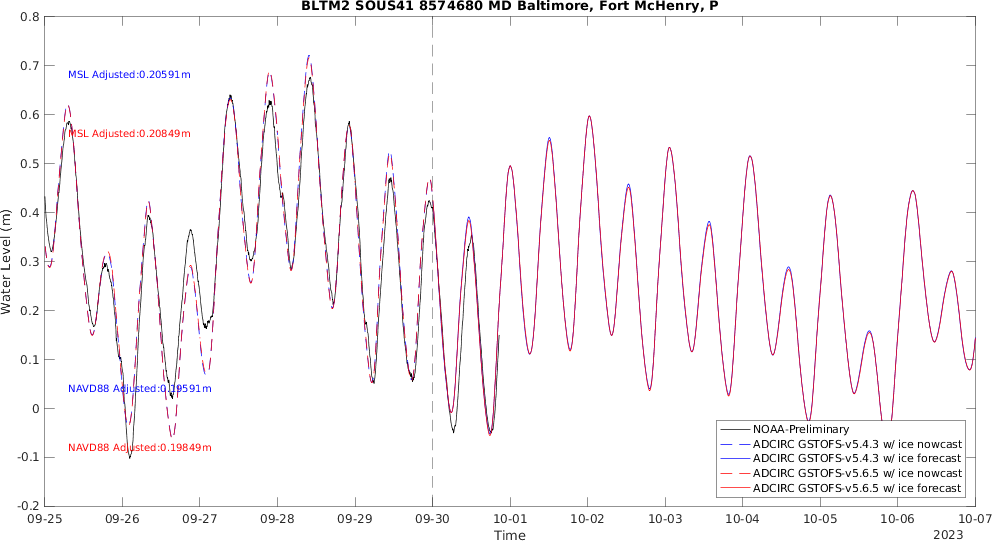 BLTM2 SOUS41 8574680 MD Baltimore, Fort McHenry, P
0.8
0.7
0.6
0.5
0.4
0.3
0.2
0.1
0
-0.1
-0.2
Water Level (m)
MSL Adjusted:0.20591m
MSL Adjusted:0.20849m
NAVD88 Adjusted:0.19591m
NAVD88 Adjusted:0.19849m
NOAA-Preliminary
ADCIRC GSTOFS-v5.4.3 w/ ice nowcast
ADCIRC GSTOFS-v5.4.3 w/ ice forecast
ADCIRC GSTOFS-v5.6.5 w/ ice nowcast
ADCIRC GSTOFS-v5.6.5 w/ ice forecast
09-25 09-26 09-27 09-28 09-29 09-30 10-01 10-02 10-03 10-04 10-05 10-06 10-07
Time
2023